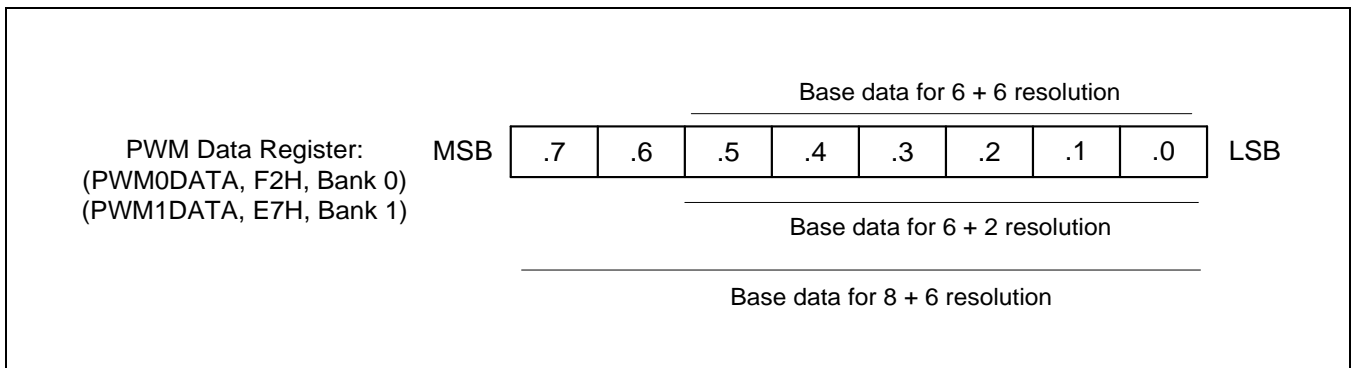 Base data for 6 + 6 resolution
PWM Data Register:
(PWM0DATA, F2H, Bank 0)
(PWM1DATA, E7H, Bank 1)
MSB .7 .6 .5 .4 .3 .2 .1 .0 LSB
Base data for 6 + 2 resolution
Base data for 8 + 6 resolution